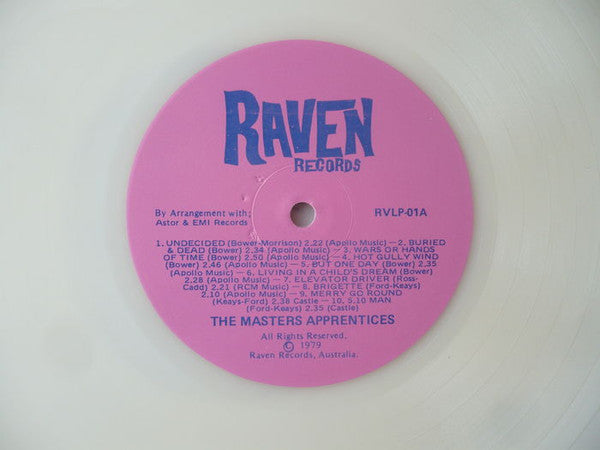 RAVEN
RECORDS
By Arrangement with;
Astor & EMI Records
RVLP-01A
1. UNDECIDED (Bower-Morrison) 2.22 (Apollo Music) — 2. BURIED
& DEAD (Bower) 2.34 (Apollo Music) — 3. WARS OR HANDS
OF TIME (Bower) 2.50 (Apollo Music) — 4. HOT GULLY WIND
(Bower) 2.46 (Apollo Music) — 5. BUT ONE DAY (Bower) 2.35
(Apollo Music) — 6. LIVING IN A CHILD'S DREAM (Bower)
2.28 (Apollo Music) — 7. ELEVATOR DRIVER (Ross-
Cadd) 2.21 (RCM Music) — 8. BRIGETTE (Ford-Keays)
2.10 (Apollo Music) — 9. MERRY GO ROUND
(Keays-Ford) 2.38 Castle — 10. 5.10 MAN
(Ford-Keays) 2.35 (Castle)
THE MASTERS APPRENTICES
All Rights Reserved,
© 1979
Raven Records, Australia.